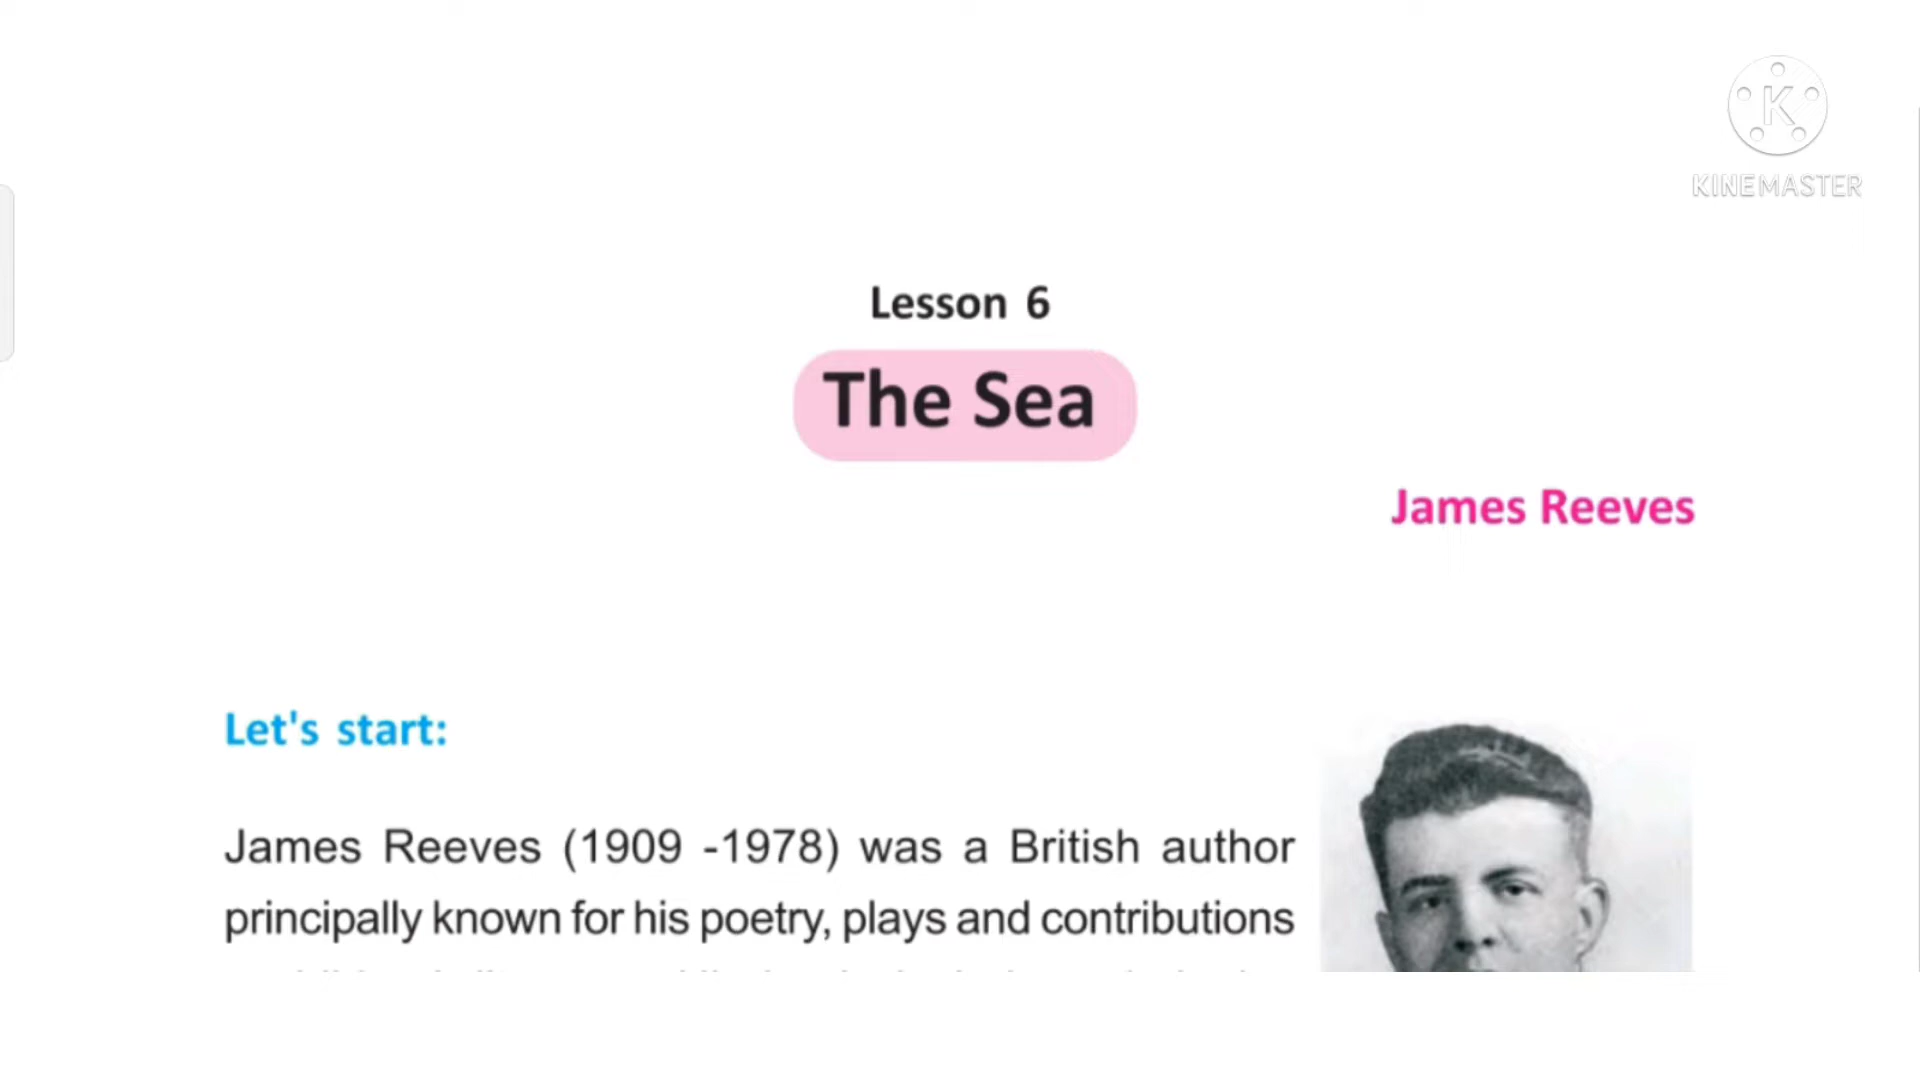 KINEMASTER
Lesson 6
The Sea
James Reeves
Let's start:
James Reeves (1909 -1978) was a British author
principally known for his poetry, plays and contributions